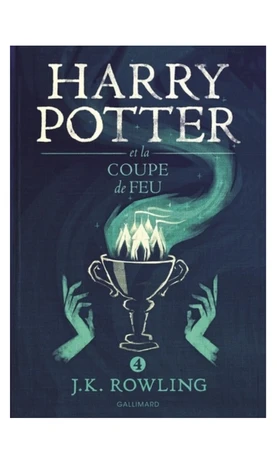 HARRY
POTTER
et la
COUPE
de FEU
4
J.K. ROWLING
GALLIMARD